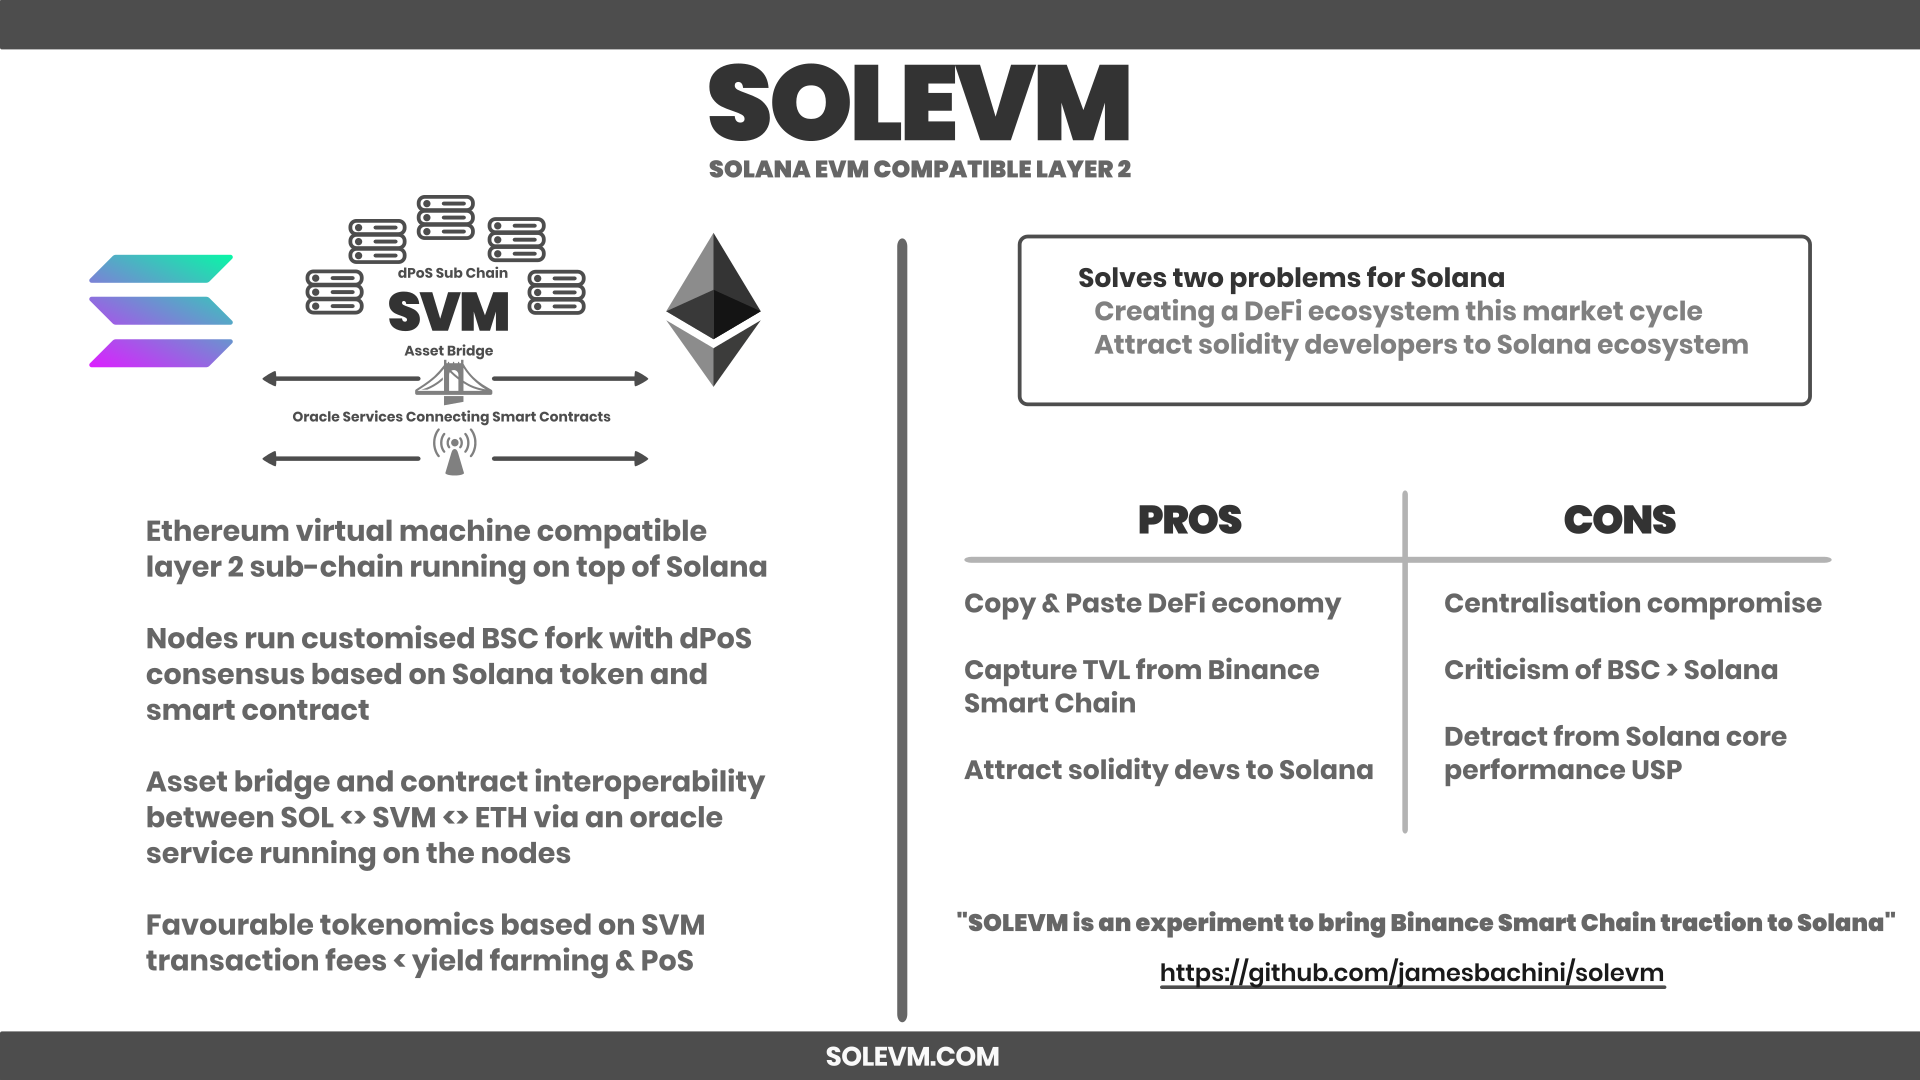 SOLEVM
SOLANA EVM COMPATIBLE LAYER 2
dPoS Sub Chain
SVM
Asset Bridge
Oracle Services Connecting Smart Contracts
Ethereum virtual machine compatible
layer 2 sub-chain running on top of Solana
Nodes run customised BSC fork with dPoS
consensus based on Solana token and
smart contract
Asset bridge and contract interoperability
between SOL <> SVM <> ETH via an oracle
service running on the nodes
Favourable tokenomics based on SVM
transaction fees < yield farming & PoS
Solves two problems for Solana
Creating a DeFi ecosystem this market cycle
Attract solidity developers to Solana ecosystem
PROS
Copy & Paste DeFi economy
Capture TVL from Binance
Smart Chain
Attract solidity devs to Solana
CONS
Centralisation compromise
Criticism of BSC > Solana
Detract from Solana core
performance USP
"SOLEVM is an experiment to bring Binance Smart Chain traction to Solana"
https://github.com/jamesbachini/solevm
SOLEVM.COM